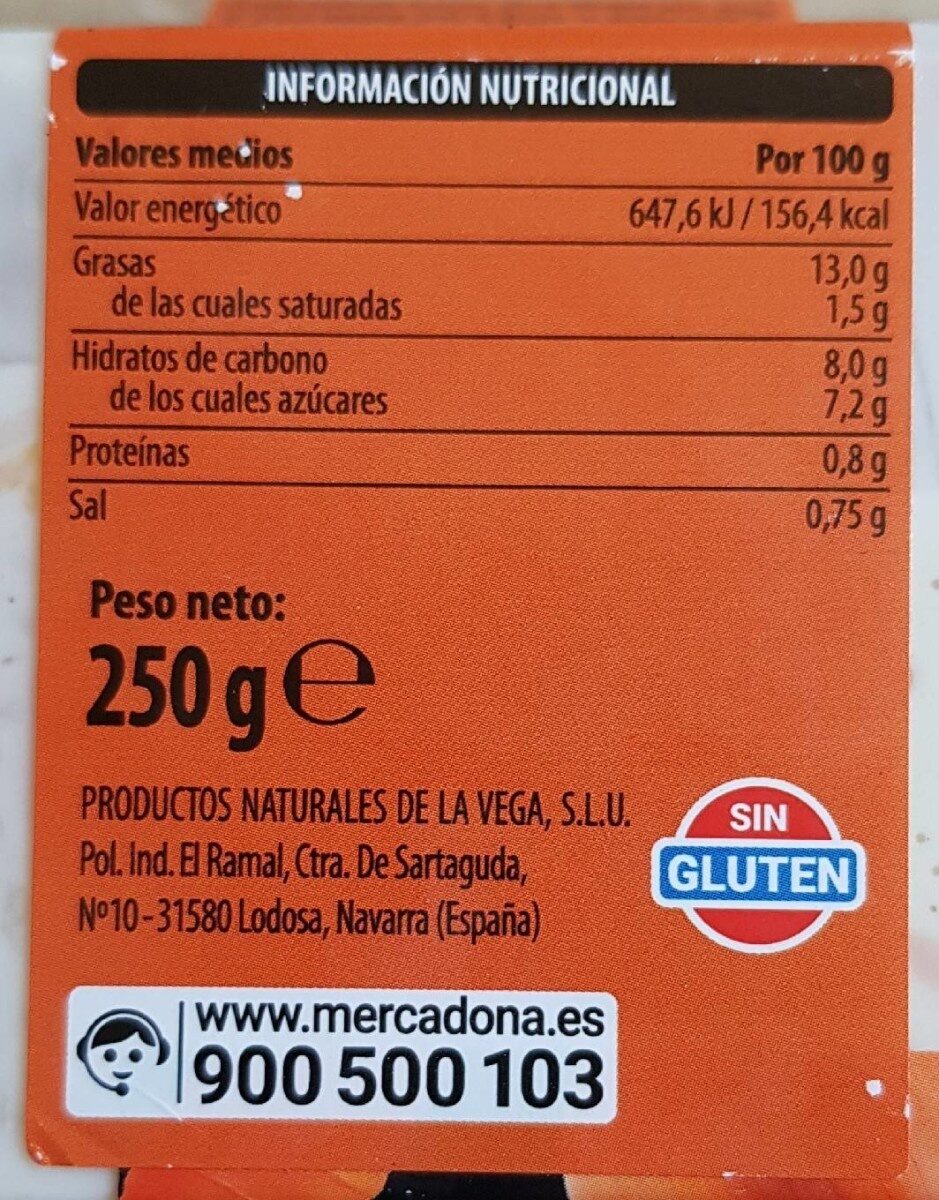 INFORMACIÓN NUTRICIONAL
Valores medios Por 100 g
Valor energético 647,6 kJ / 156,4 kcal
Grasas 13,0 g
de las cuales saturadas 1,5 g
Hidratos de carbono 8,0 g
de los cuales azúcares 7,2 g
Proteínas 0,8 g
Sal 0,75 g
Peso neto:
250 g e
PRODUCTOS NATURALES DE LA VEGA, S.L.U.
Pol. Ind. El Ramal, Ctra. De Sartaguda,
Nº10 - 31580 Lodosa, Navarra (España)
SIN
GLUTEN
www.mercadona.es
900 500 103